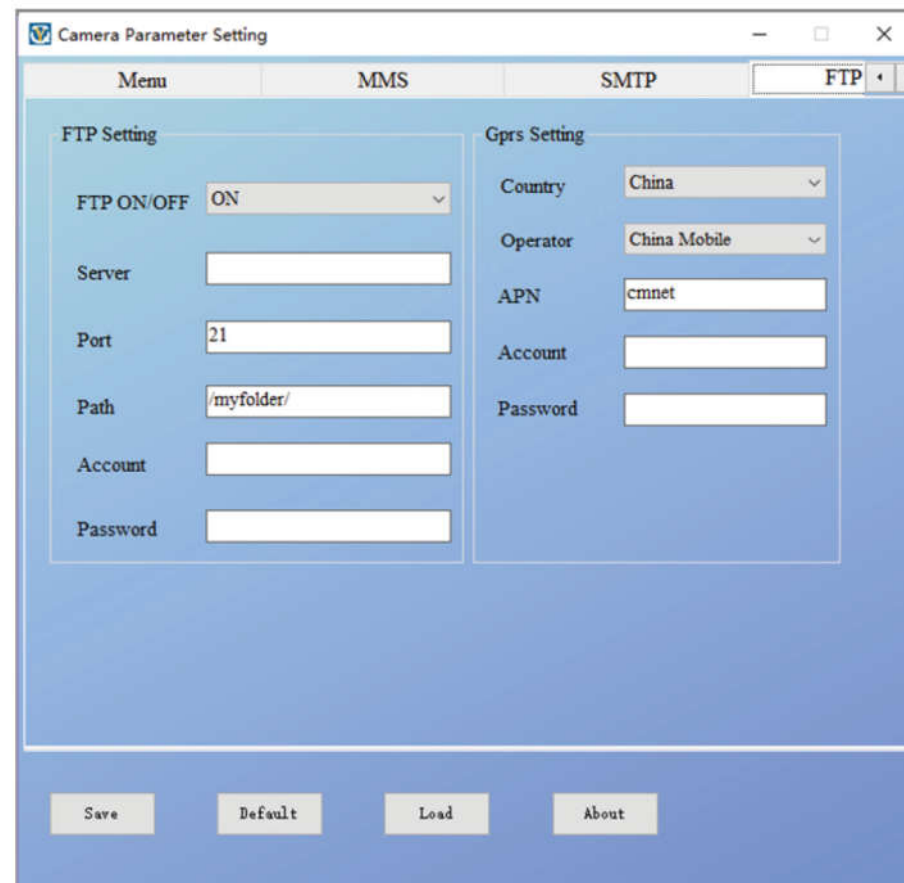 Camera Parameter Setting
Menu MMS SMTP FTP
FTP Setting
FTP ON/OFF ON
Server
Port 21
Path /myfolder/
Account
Password
Gprs Setting
Country China
Operator China Mobile
APN cmnet
Account
Password
Save Default Load About